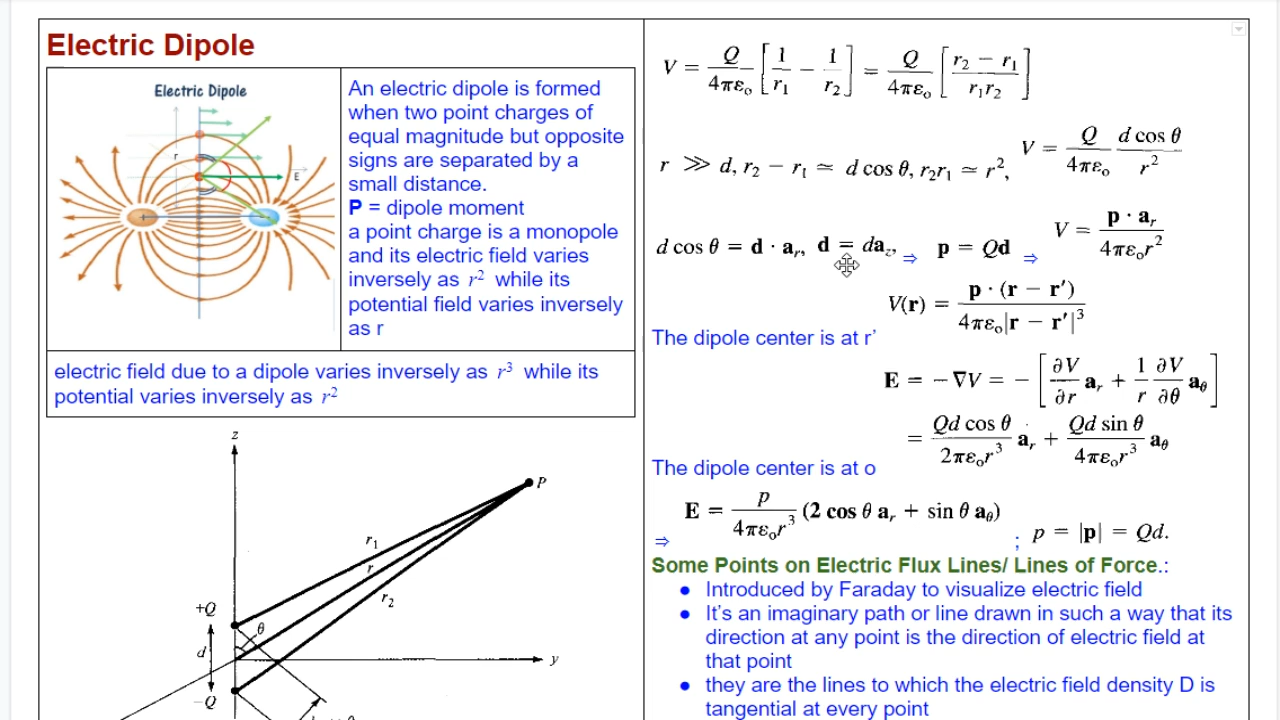 Electric Dipole
Electric Dipole
r
E
An electric dipole is formed
when two point charges of
equal magnitude but opposite
signs are separated by a
small distance.
P = dipole moment
a point charge is a monopole
and its electric field varies
inversely as r² while its
potential field varies inversely
as r
electric field due to a dipole varies inversely as r³ while its
potential varies inversely as r²
z
P
r₁
r
r₂
+Q
θ
d
y
−Q
V = Q/4πε₀ [1/r₁ − 1/r₂] = Q/4πε₀ [(r₂ − r₁)/r₁r₂]
r ≫ d, r₂ − r₁ ≃ d cos θ, r₂r₁ ≃ r², V = Q/4πε₀ d cos θ/r²
d cos θ = d · aᵣ, d = da_z, ⇒ p = Qd ⇒ V = p · aᵣ/4πε₀r²
V(r) = p · (r − r′)/4πε₀|r − r′|³
The dipole center is at r’
E = −∇V = −[∂V/∂r aᵣ + 1/r ∂V/∂θ a_θ]
= Qd cos θ/2πε₀r³ aᵣ + Qd sin θ/4πε₀r³ a_θ
The dipole center is at o
⇒ E = p/4πε₀r³ (2 cos θ aᵣ + sin θ a_θ) ; p = |p| = Qd.
Some Points on Electric Flux Lines/ Lines of Force.:
● Introduced by Faraday to visualize electric field
● It’s an imaginary path or line drawn in such a way that its
direction at any point is the direction of electric field at
that point
● they are the lines to which the electric field density D is
tangential at every point